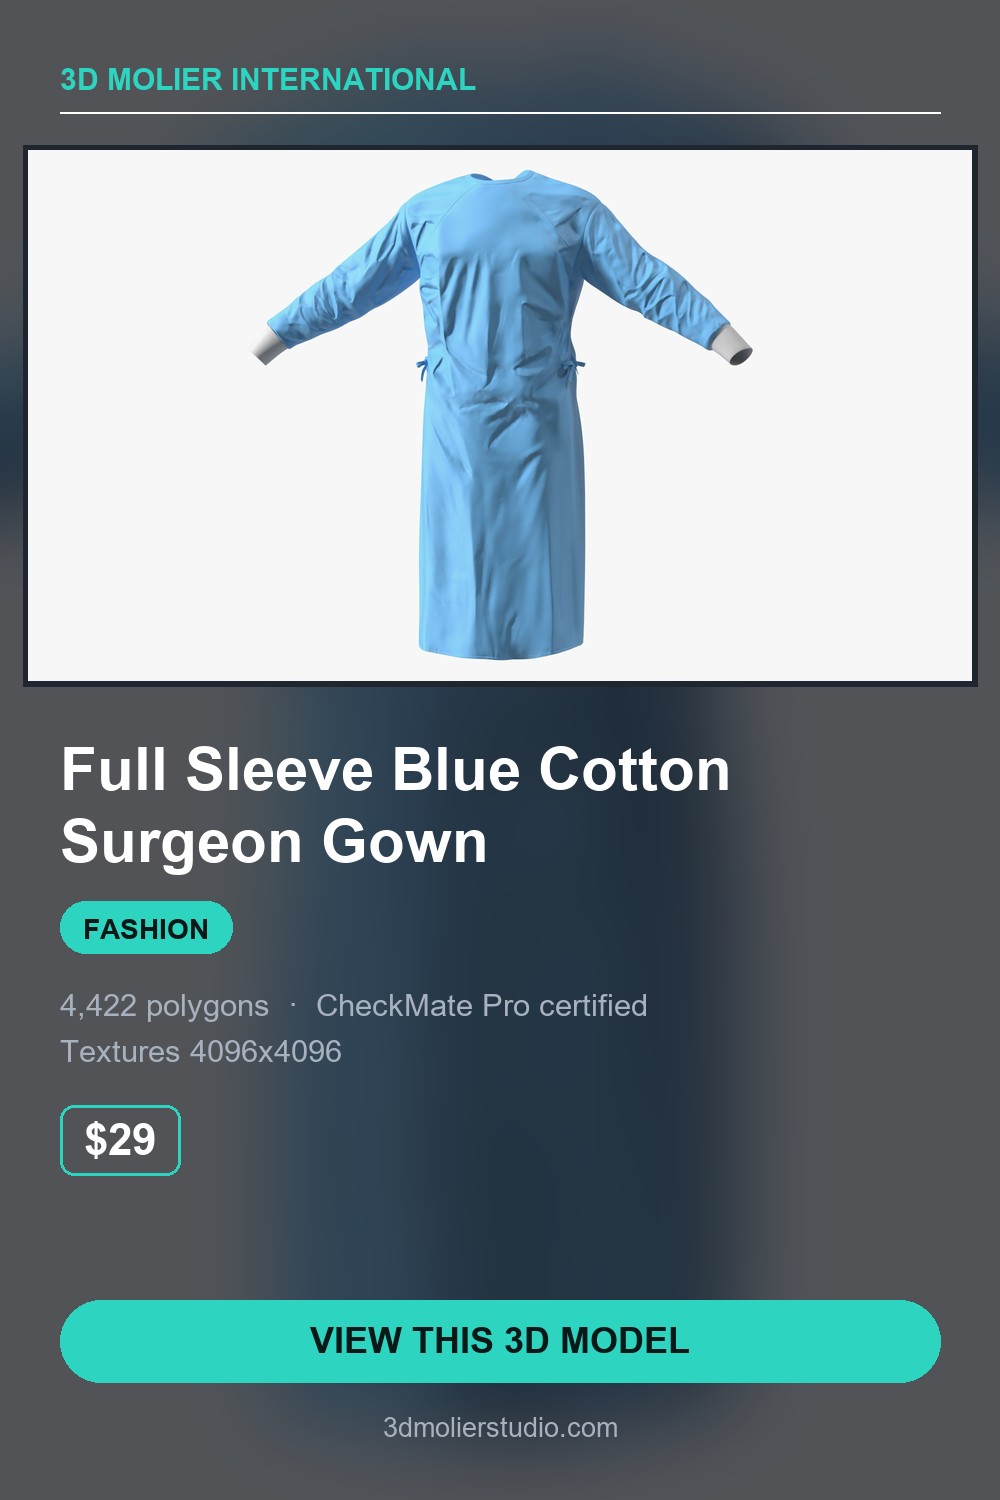 3D MOLIER INTERNATIONAL
Full Sleeve Blue Cotton
Surgeon Gown
FASHION
4,422 polygons · CheckMate Pro certified
Textures 4096x4096
$29
VIEW THIS 3D MODEL
3dmolierstudio.com